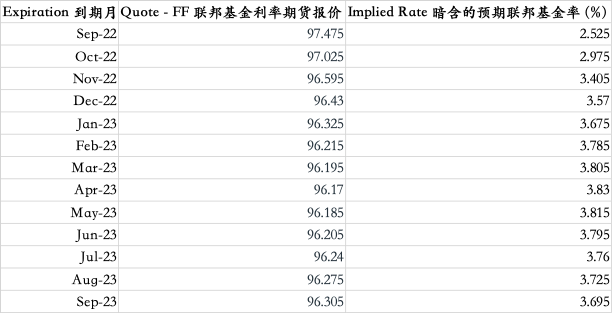 Expiration 到期月 Quote - FF 联邦基金利率期货报价 Implied Rate 暗含的预期联邦基金率 (%)
Sep-22 97.475 2.525
Oct-22 97.025 2.975
Nov-22 96.595 3.405
Dec-22 96.43 3.57
Jan-23 96.325 3.675
Feb-23 96.215 3.785
Mar-23 96.195 3.805
Apr-23 96.17 3.83
May-23 96.185 3.815
Jun-23 96.205 3.795
Jul-23 96.24 3.76
Aug-23 96.275 3.725
Sep-23 96.305 3.695